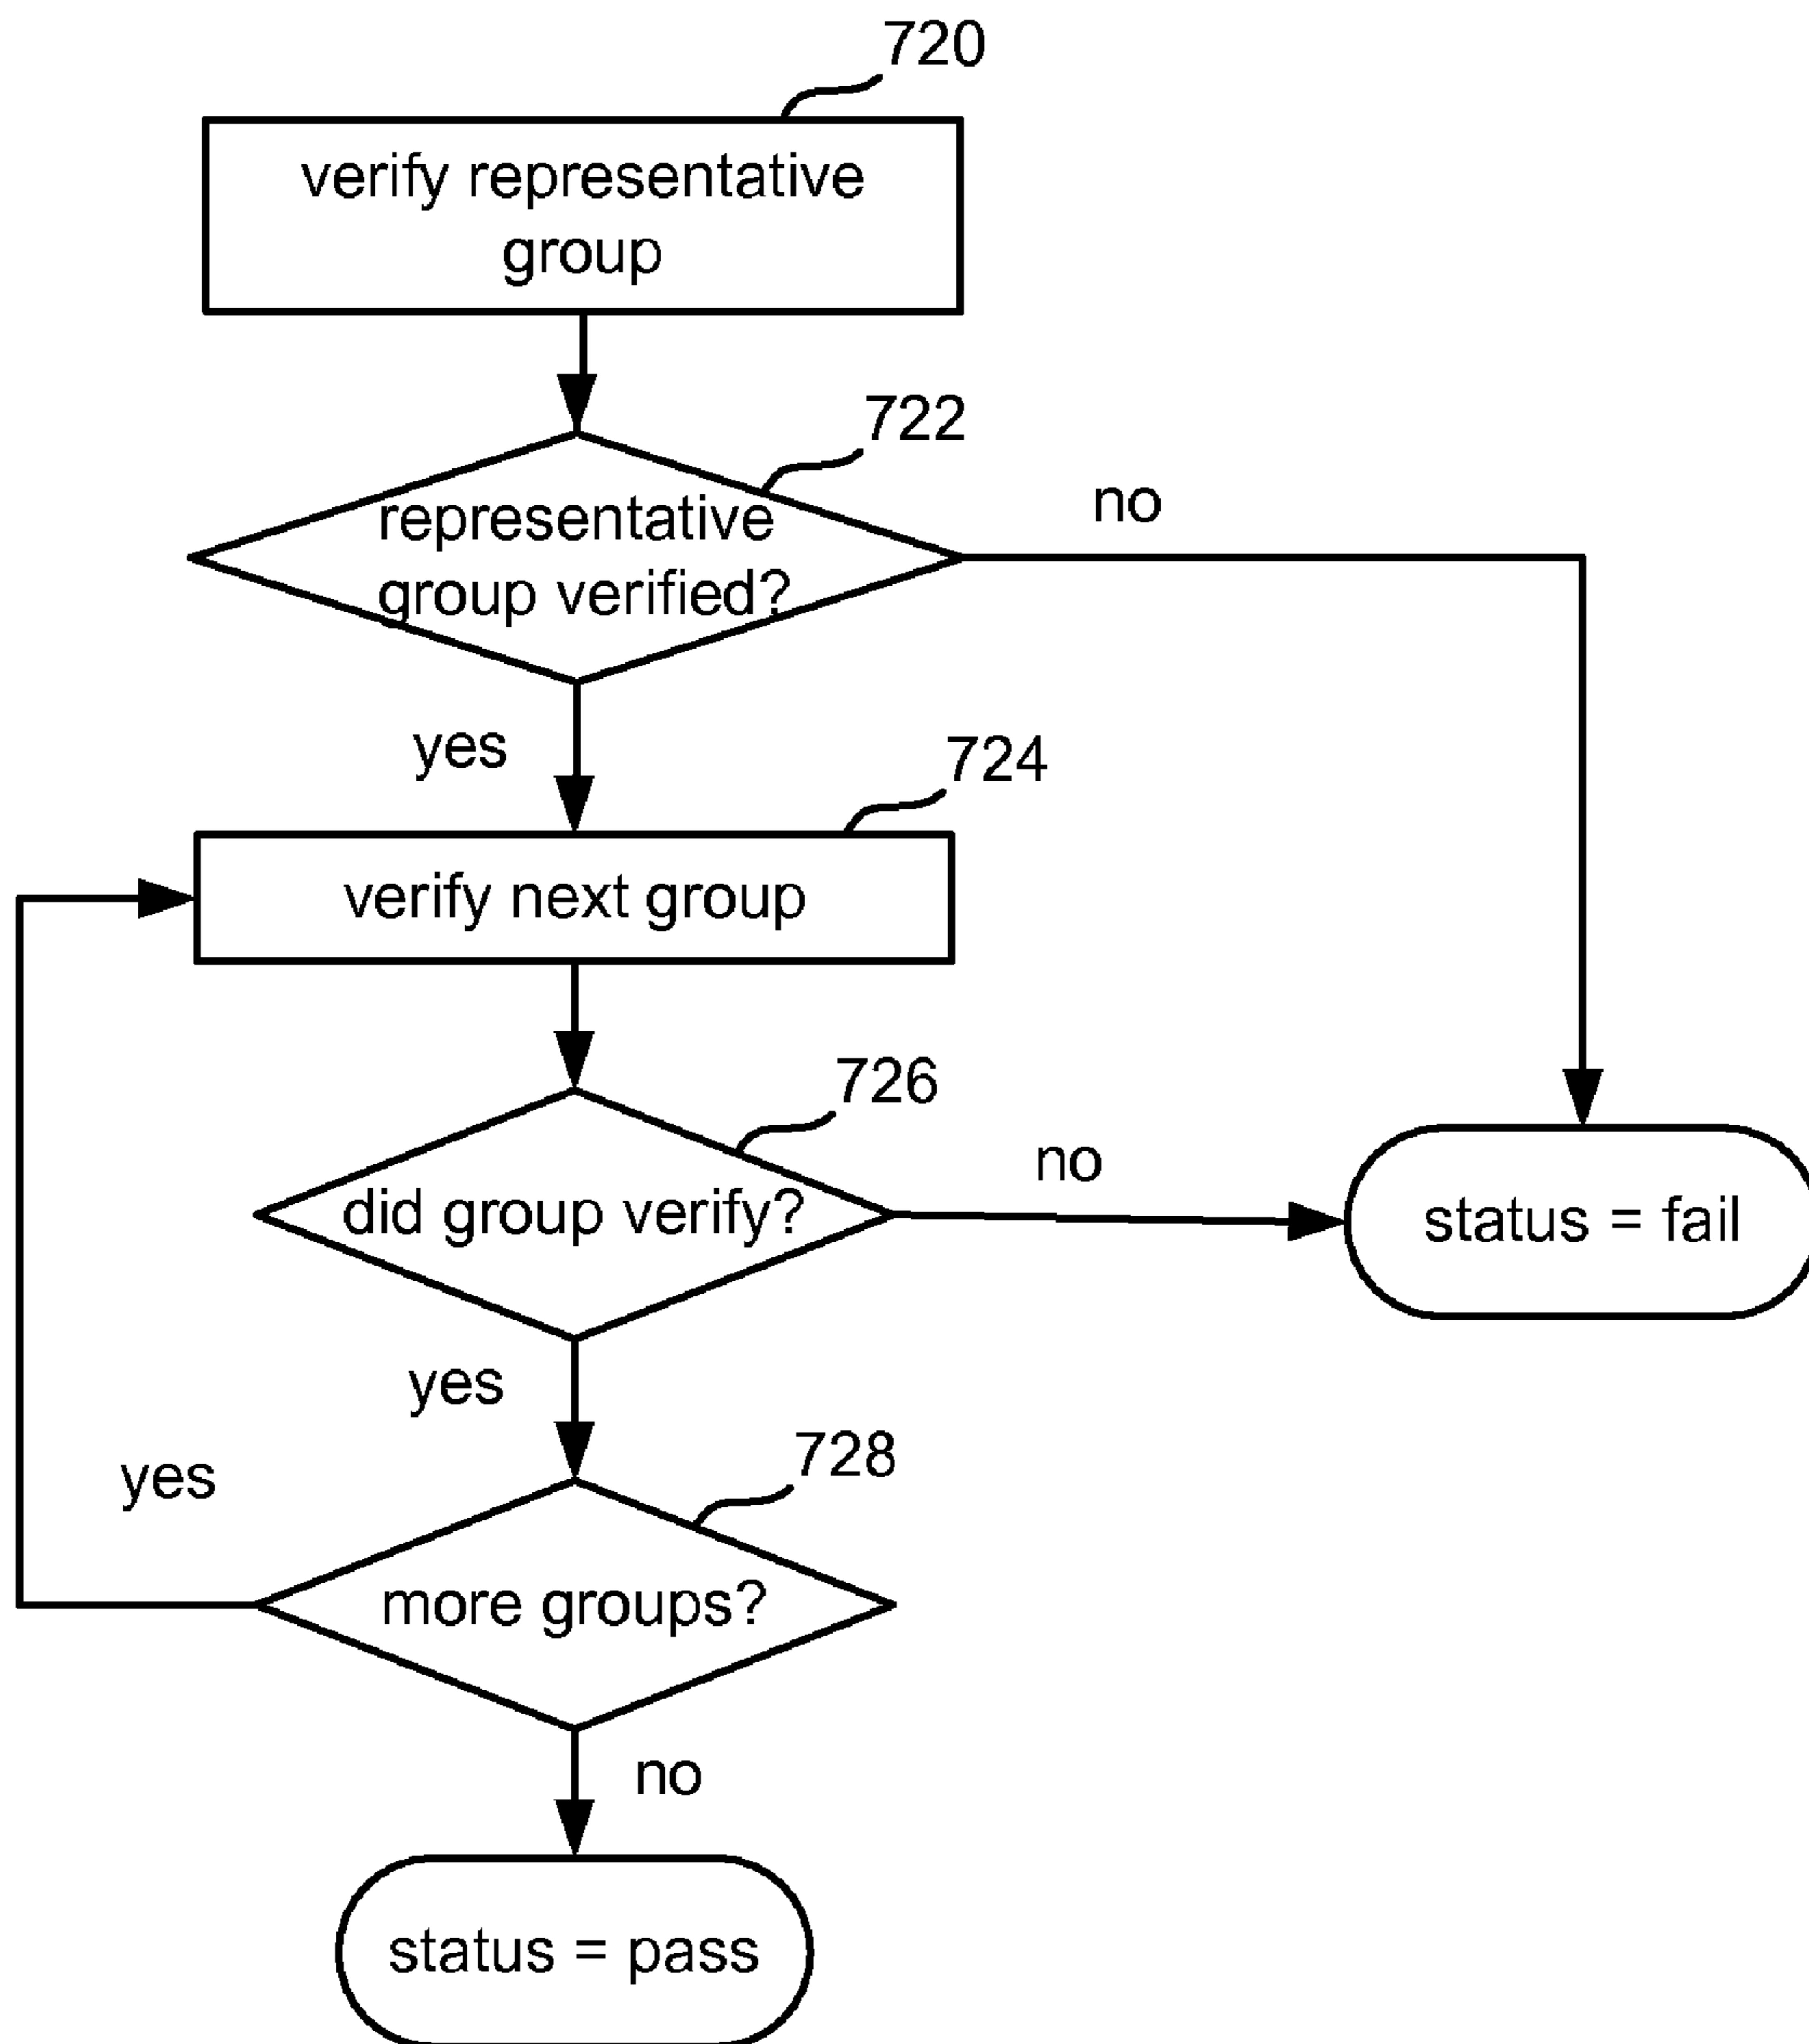 720
verify representative
group
722
representative
group verified?
no
yes
724
verify next group
726
did group verify?
no
status = fail
yes
728
yes
more groups?
no
status = pass